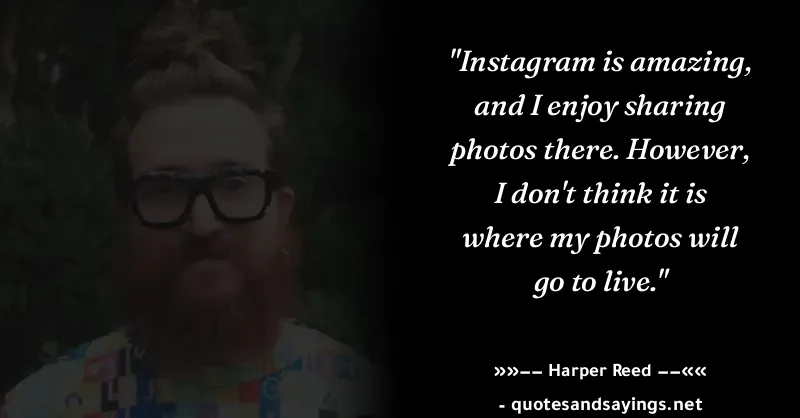 "Instagram is amazing,
and I enjoy sharing
photos there. However,
I don't think it is
where my photos will
go to live."
»»−− Harper Reed −−««
- quotesandsayings.net